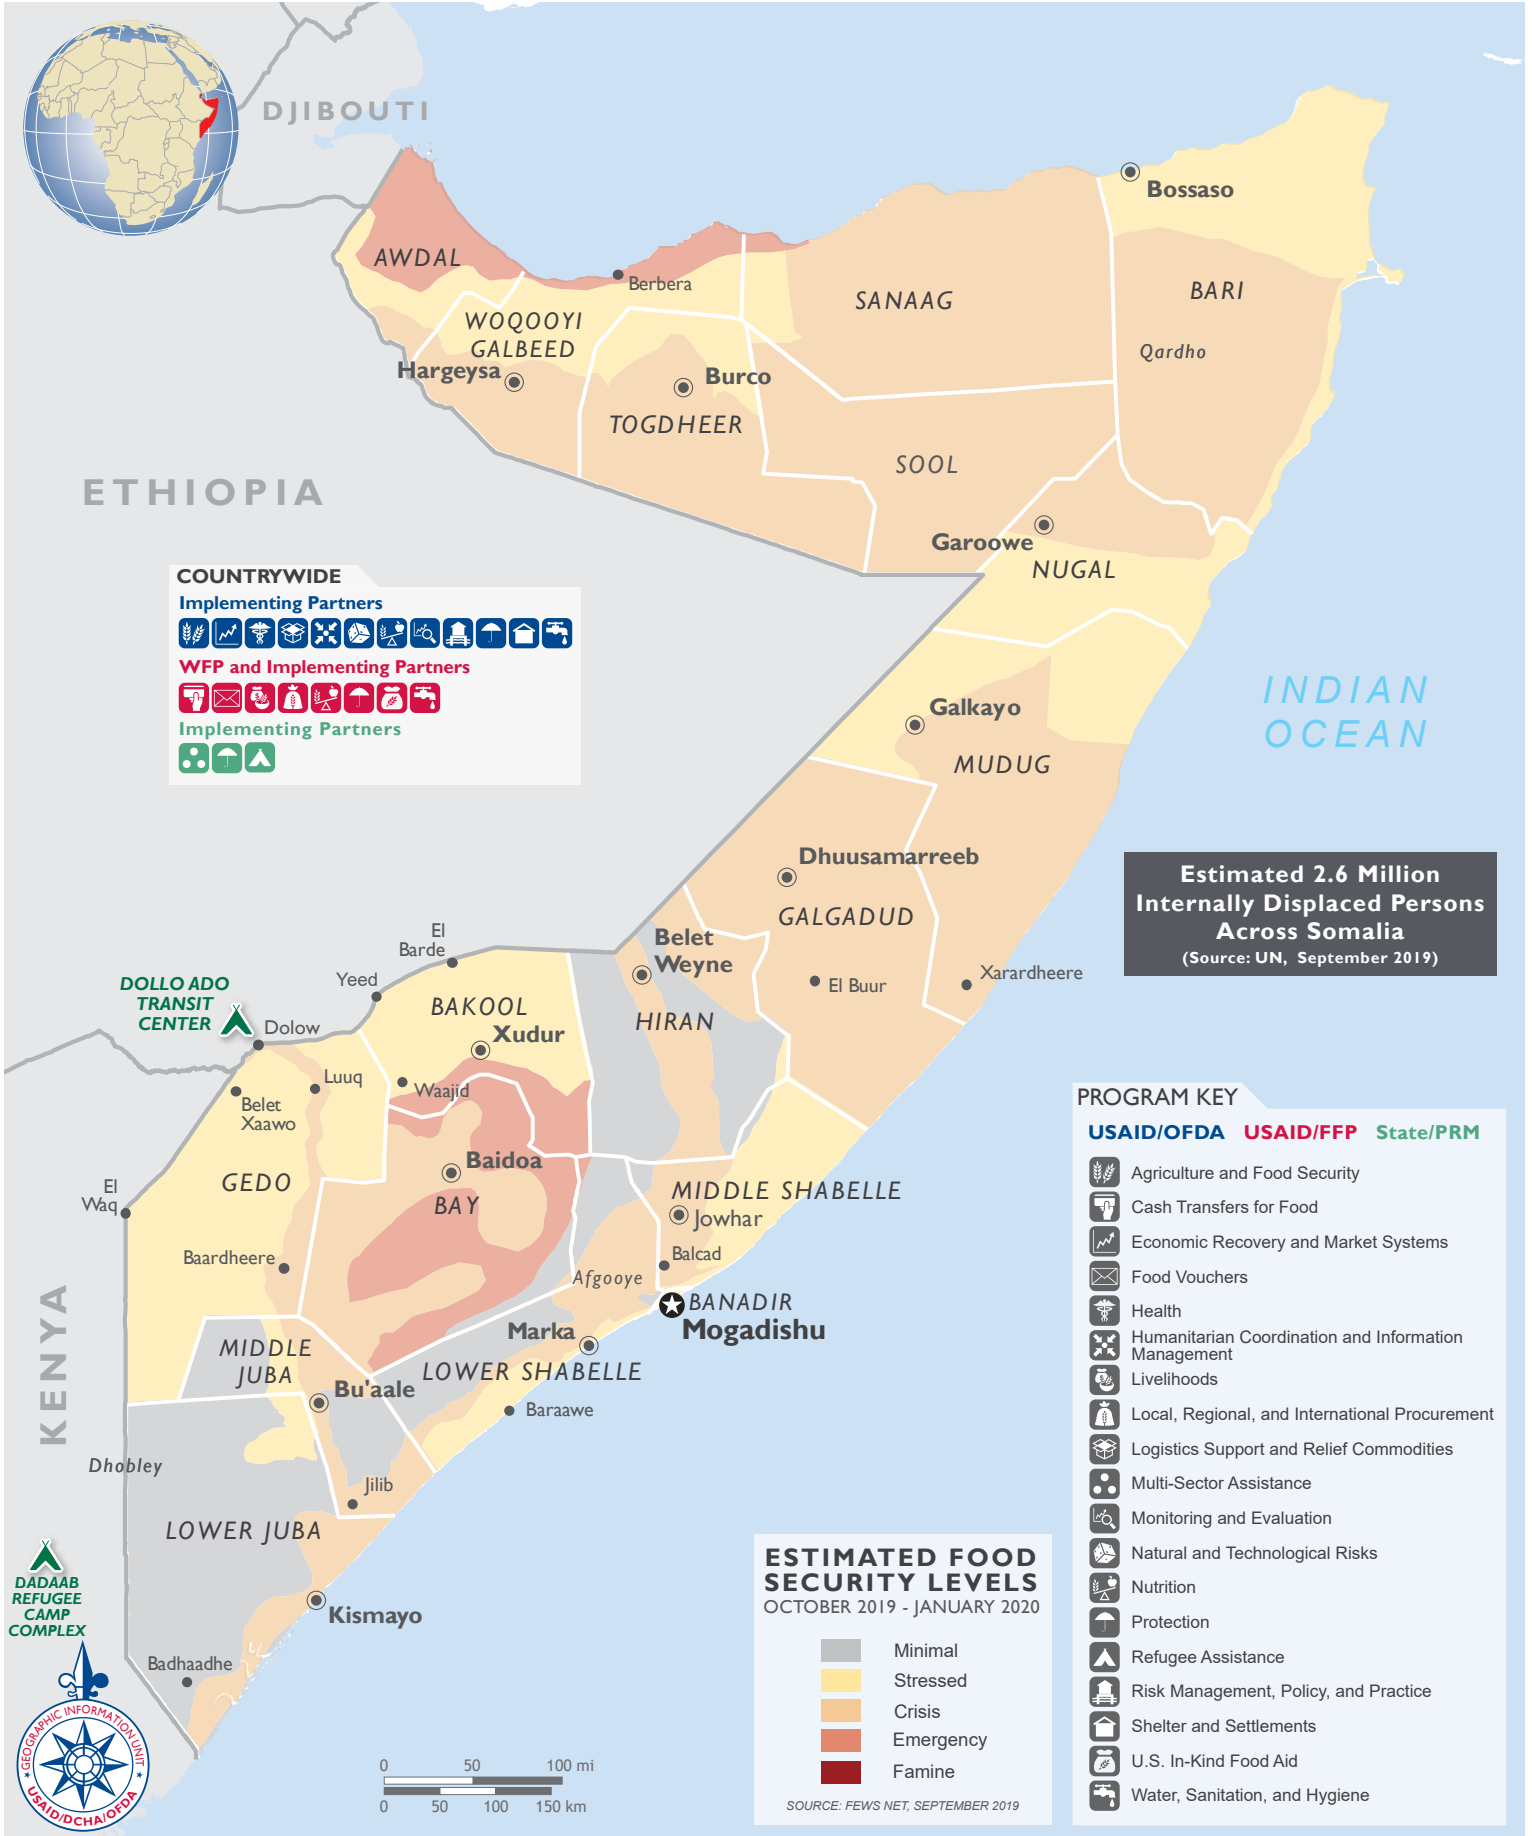 DJIBOUTI
Bossaso
AWDAL
Berbera
SANAAG
BARI
WOQOOYI
GALBEED
Qardho
Hargeysa
Burco
TOGDHEER
SOOL
ETHIOPIA
Garoowe
NUGAL
COUNTRYWIDE
Implementing Partners
WFP and Implementing Partners
Implementing Partners
INDIAN
OCEAN
Galkayo
MUDUG
Dhuusamarreeb
GALGADUD
Estimated 2.6 Million
Internally Displaced Persons
Across Somalia
(Source: UN, September 2019)
El
Barde
Belet
Weyne
Yeed
El Buur
Xarardheere
DOLLO ADO
TRANSIT
CENTER
Dolow
BAKOOL
Xudur
HIRAN
Luuq
Waajid
Belet
Xaawo
GEDO
Baidoa
BAY
El
Waq
MIDDLE SHABELLE
Jowhar
Baardheere
Balcad
Afgooye
BANADIR
Mogadishu
KENYA
MIDDLE
JUBA
Marka
LOWER SHABELLE
Bu'aale
Baraawe
Dhobley
Jilib
LOWER JUBA
DADAAB
REFUGEE
CAMP
COMPLEX
Kismayo
Badhaadhe
GEOGRAPHIC INFORMATION UNIT
USAID/DCHA/OFDA
0 50 100 mi
0 50 100 150 km
ESTIMATED FOOD
SECURITY LEVELS
OCTOBER 2019 - JANUARY 2020
Minimal
Stressed
Crisis
Emergency
Famine
SOURCE: FEWS NET, SEPTEMBER 2019
PROGRAM KEY
USAID/OFDA USAID/FFP State/PRM
Agriculture and Food Security
Cash Transfers for Food
Economic Recovery and Market Systems
Food Vouchers
Health
Humanitarian Coordination and Information
Management
Livelihoods
Local, Regional, and International Procurement
Logistics Support and Relief Commodities
Multi-Sector Assistance
Monitoring and Evaluation
Natural and Technological Risks
Nutrition
Protection
Refugee Assistance
Risk Management, Policy, and Practice
Shelter and Settlements
U.S. In-Kind Food Aid
Water, Sanitation, and Hygiene